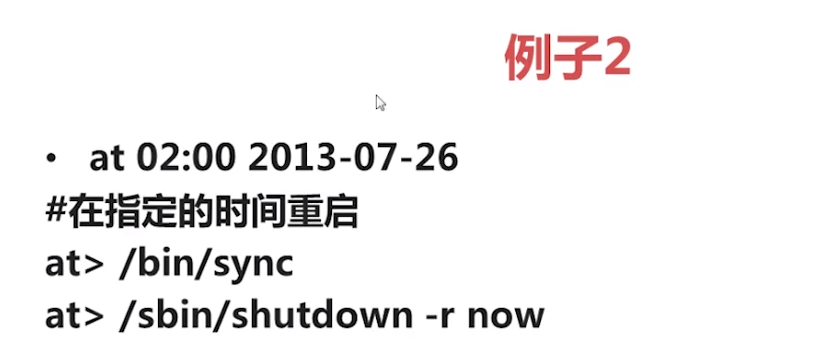 例子2
• at 02:00 2013-07-26
#在指定的时间重启
at> /bin/sync
at> /sbin/shutdown -r now